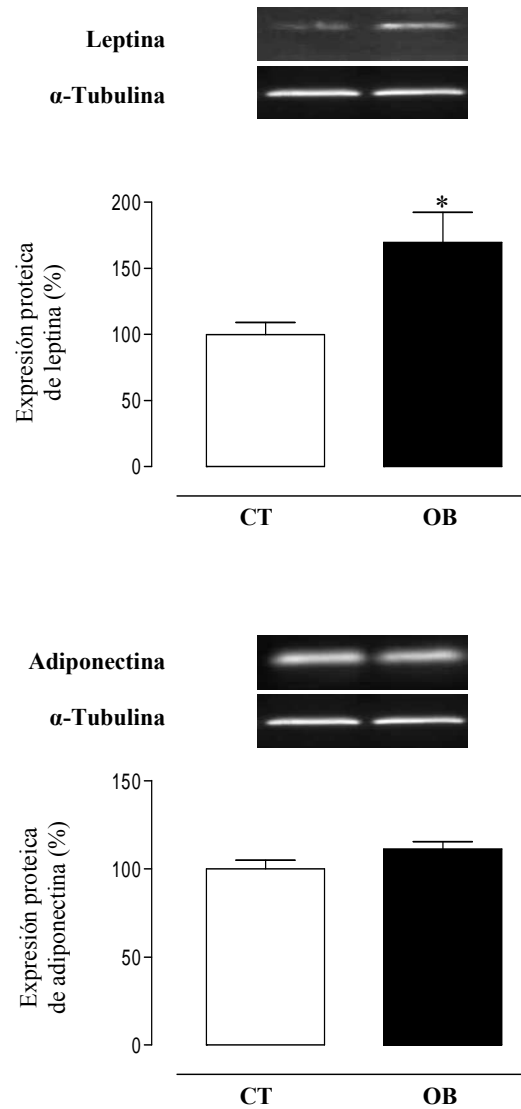 Leptina
α-Tubulina
Expresión proteica
de leptina (%)
200
*
150
100
50
0
CT OB
Adiponectina
α-Tubulina
Expresión proteica
de adiponectina (%)
150
100
50
0
CT OB